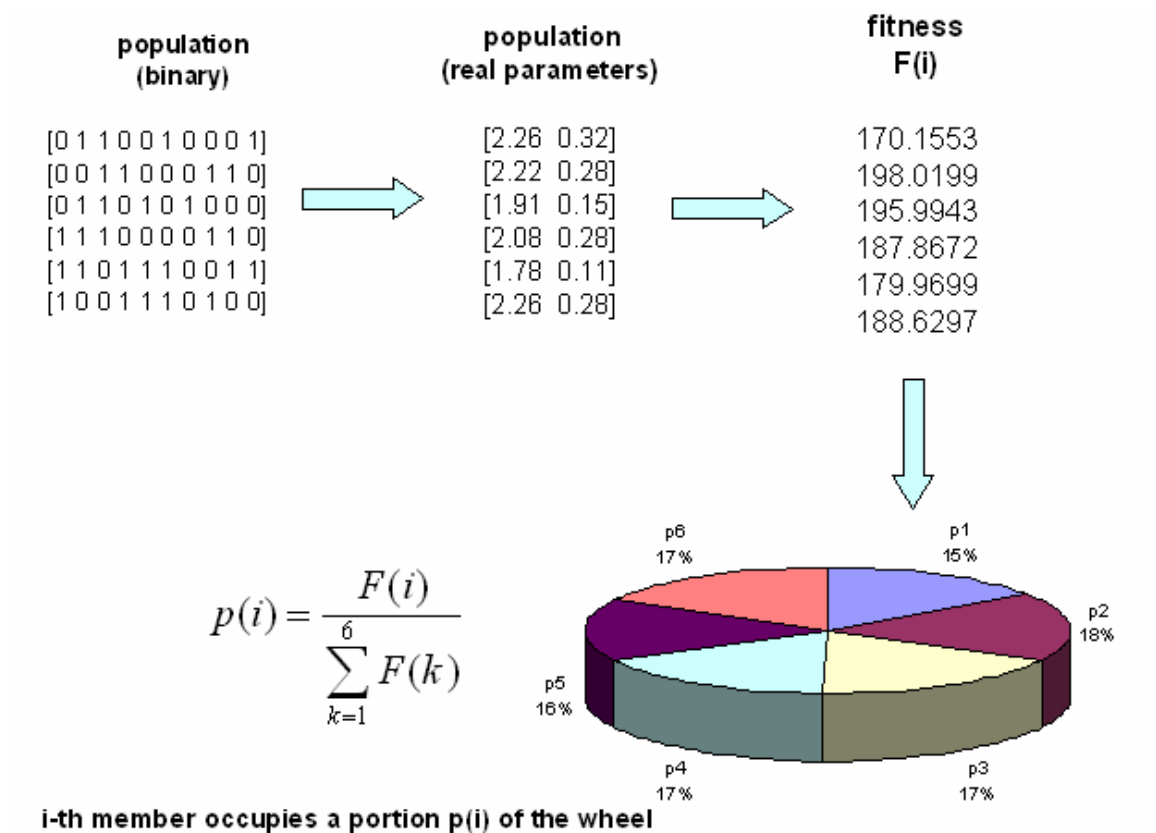 population
(binary)
[0 1 1 0 0 1 0 0 0 1]
[0 0 1 1 0 0 0 1 1 0]
[0 1 1 0 1 0 1 0 0 0]
[1 1 1 0 0 0 0 1 1 0]
[1 1 0 1 1 1 0 0 1 1]
[1 0 0 1 1 1 0 1 0 0]
population
(real parameters)
[2.26 0.32]
[2.22 0.28]
[1.91 0.15]
[2.08 0.28]
[1.78 0.11]
[2.26 0.28]
fitness
F(i)
170.1553
198.0199
195.9943
187.8672
179.9699
188.6297
p(i) = F(i) / \sum_{k=1}^{6} F(k)
p6
17%
p1
15%
p2
18%
p5
16%
p4
17%
p3
17%
i-th member occupies a portion p(i) of the wheel